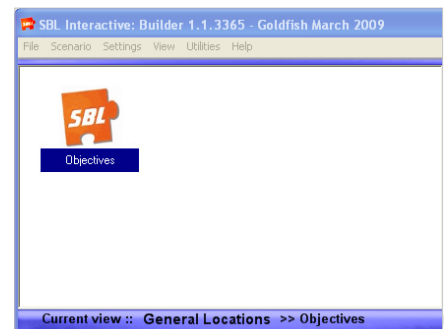 SBL Interactive: Builder 1.1.3365 - Goldfish March 2009
File Scenario Settings View Utilities Help
SBL
Objectives
Current view :: General Locations >> Objectives